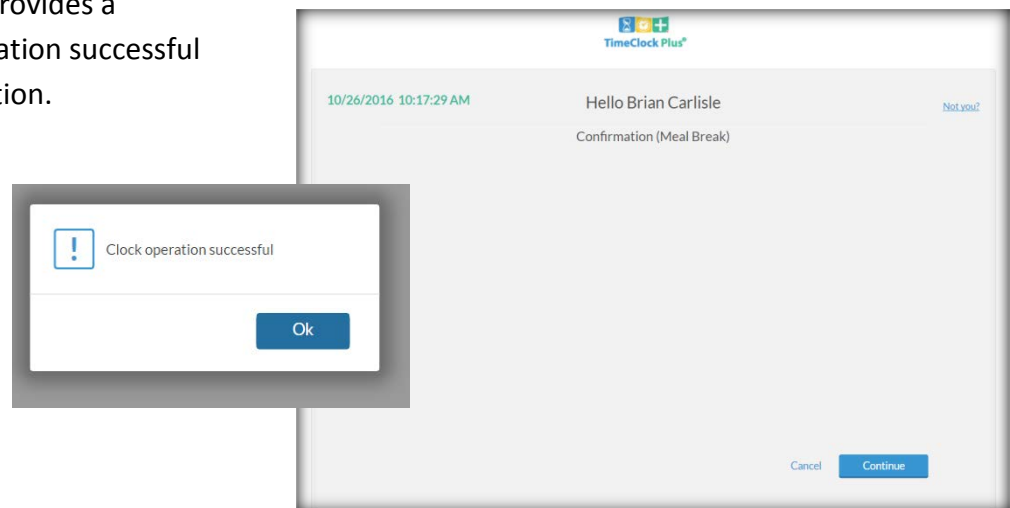 provides a
ation successful
tion.
TimeClock Plus®
10/26/2016 10:17:29 AM
Hello Brian Carlisle
Not you?
Confirmation (Meal Break)
! Clock operation successful
Ok
Cancel
Continue